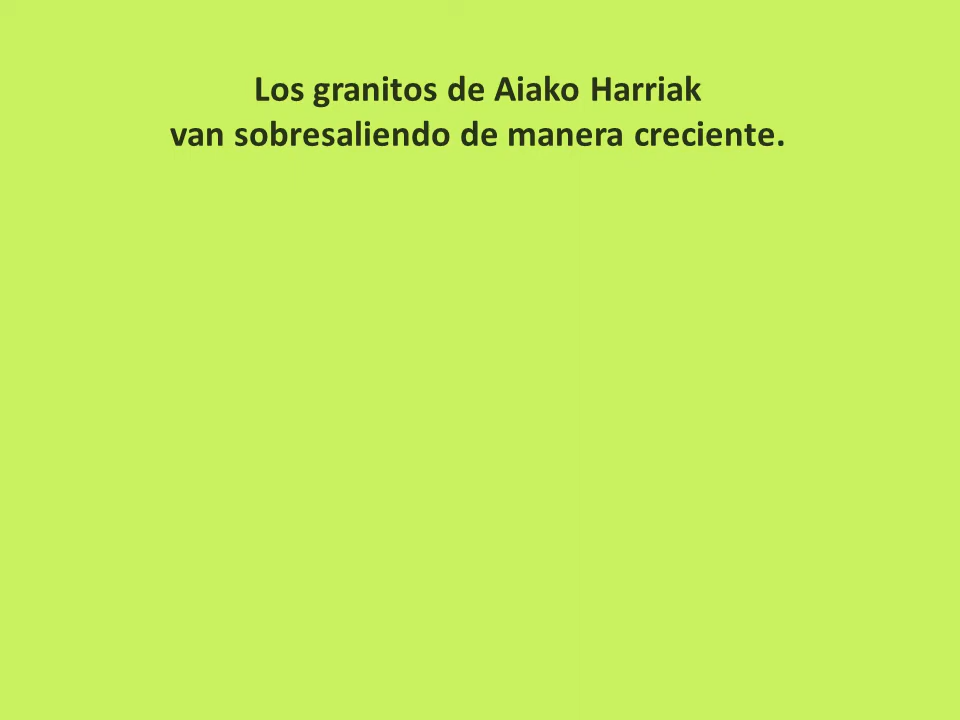 Los granitos de Aiako Harriak
van sobresaliendo de manera creciente.